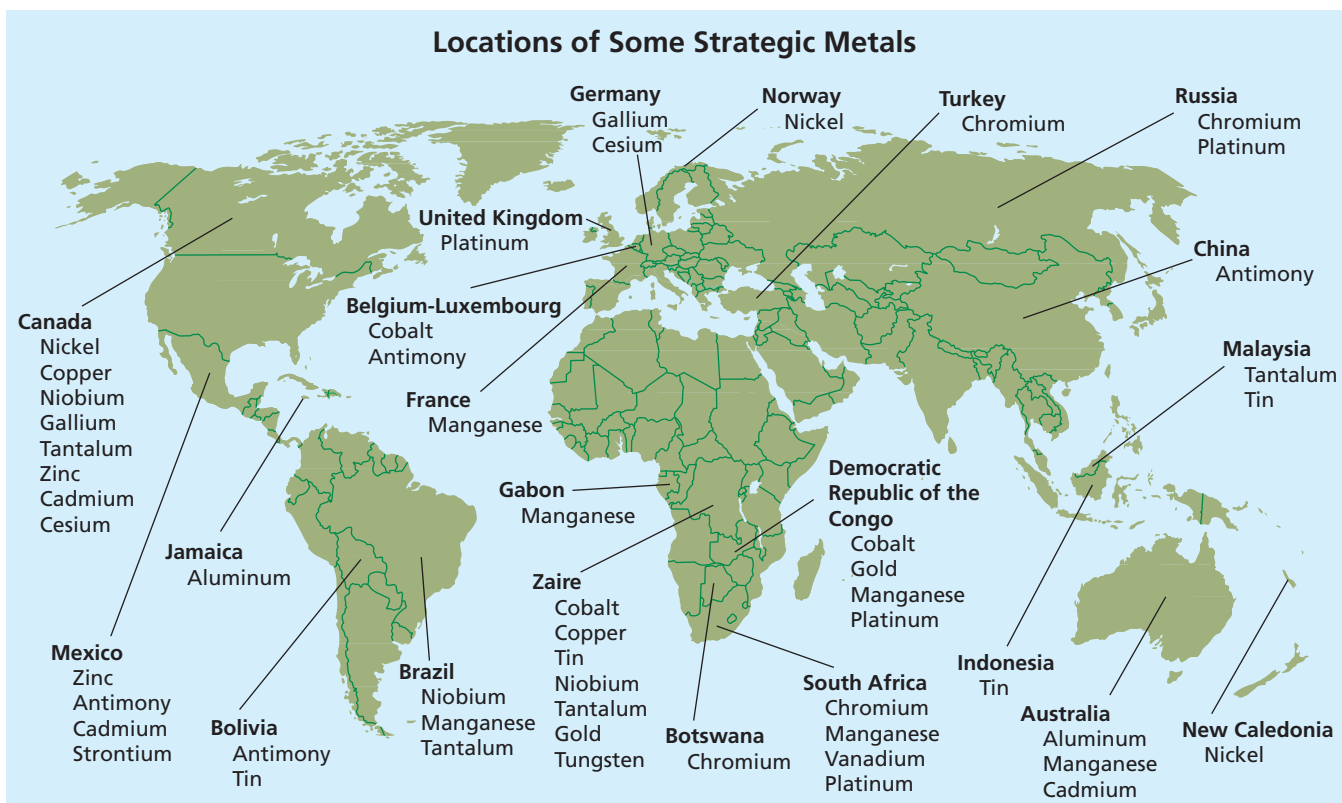 Locations of Some Strategic Metals
Germany
Gallium
Cesium
Norway
Nickel
Turkey
Chromium
Russia
Chromium
Platinum
United Kingdom
Platinum
China
Antimony
Belgium-Luxembourg
Cobalt
Antimony
Canada
Nickel
Copper
Niobium
Gallium
Tantalum
Zinc
Cadmium
Cesium
Malaysia
Tantalum
Tin
France
Manganese
Gabon
Manganese
Democratic
Republic of the
Congo
Cobalt
Gold
Manganese
Platinum
Jamaica
Aluminum
Zaire
Cobalt
Copper
Tin
Niobium
Tantalum
Gold
Tungsten
Mexico
Zinc
Antimony
Cadmium
Strontium
Bolivia
Antimony
Tin
Brazil
Niobium
Manganese
Tantalum
Botswana
Chromium
South Africa
Chromium
Manganese
Vanadium
Platinum
Indonesia
Tin
Australia
Aluminum
Manganese
Cadmium
New Caledonia
Nickel